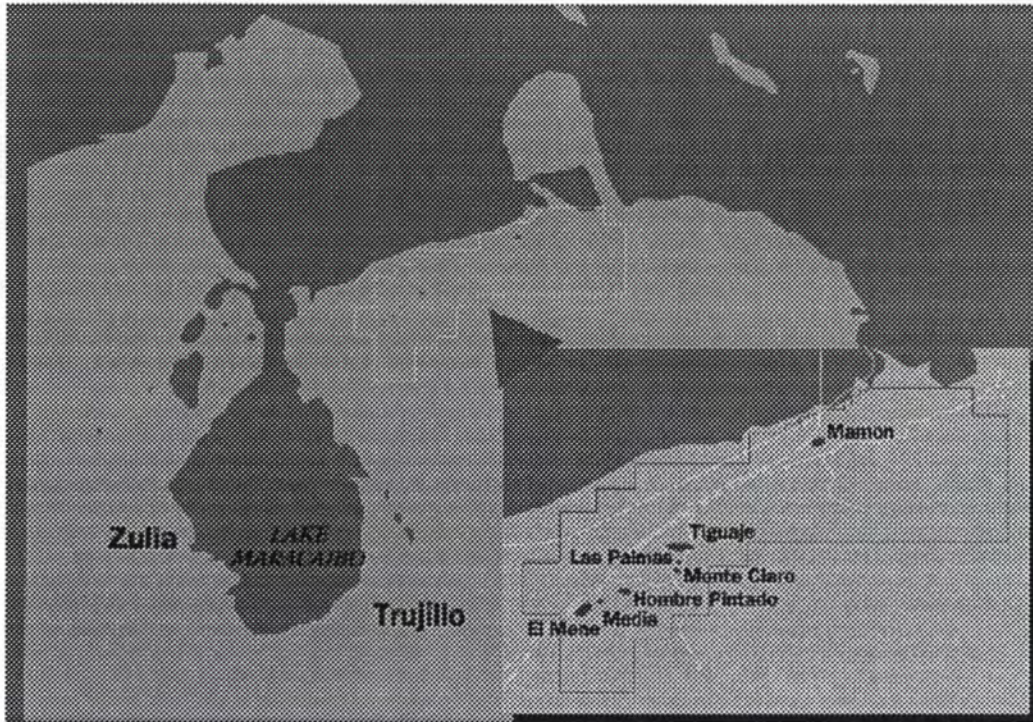 Mamon
Tiguaje
Las Palmas
Monte Claro
Hombre Pintado
Media
El Mene
Zulia
LAKE
MARACAIBO
Trujillo